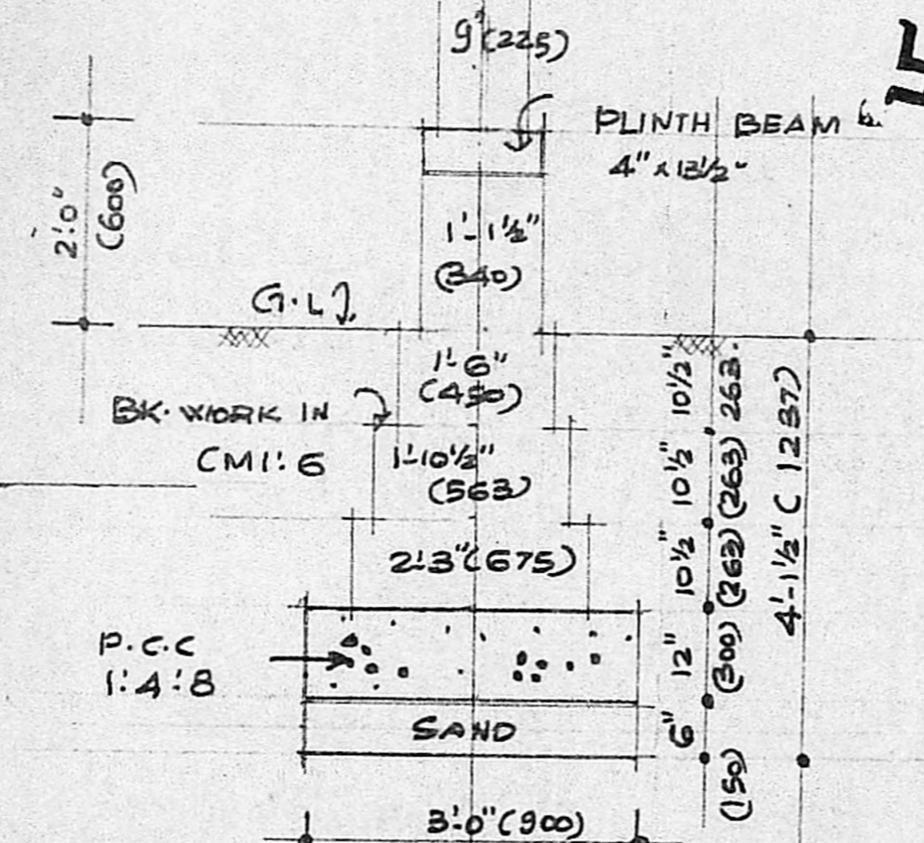 9"(225)
PLINTH BEAM
4" x 13½"
2'.0"
(600)
1'-1½"
(340)
G.L
1'-6"
(450)
BK. WORK IN
CM1:6
1'-10½"
(563)
2'.3"(675)
P.C.C
1:4:8
SAND
3'.0"(900)
6" 12" 10½" 10½" 10½"
(150) (300) (263) (263) 263.
4'-1½" (1237)